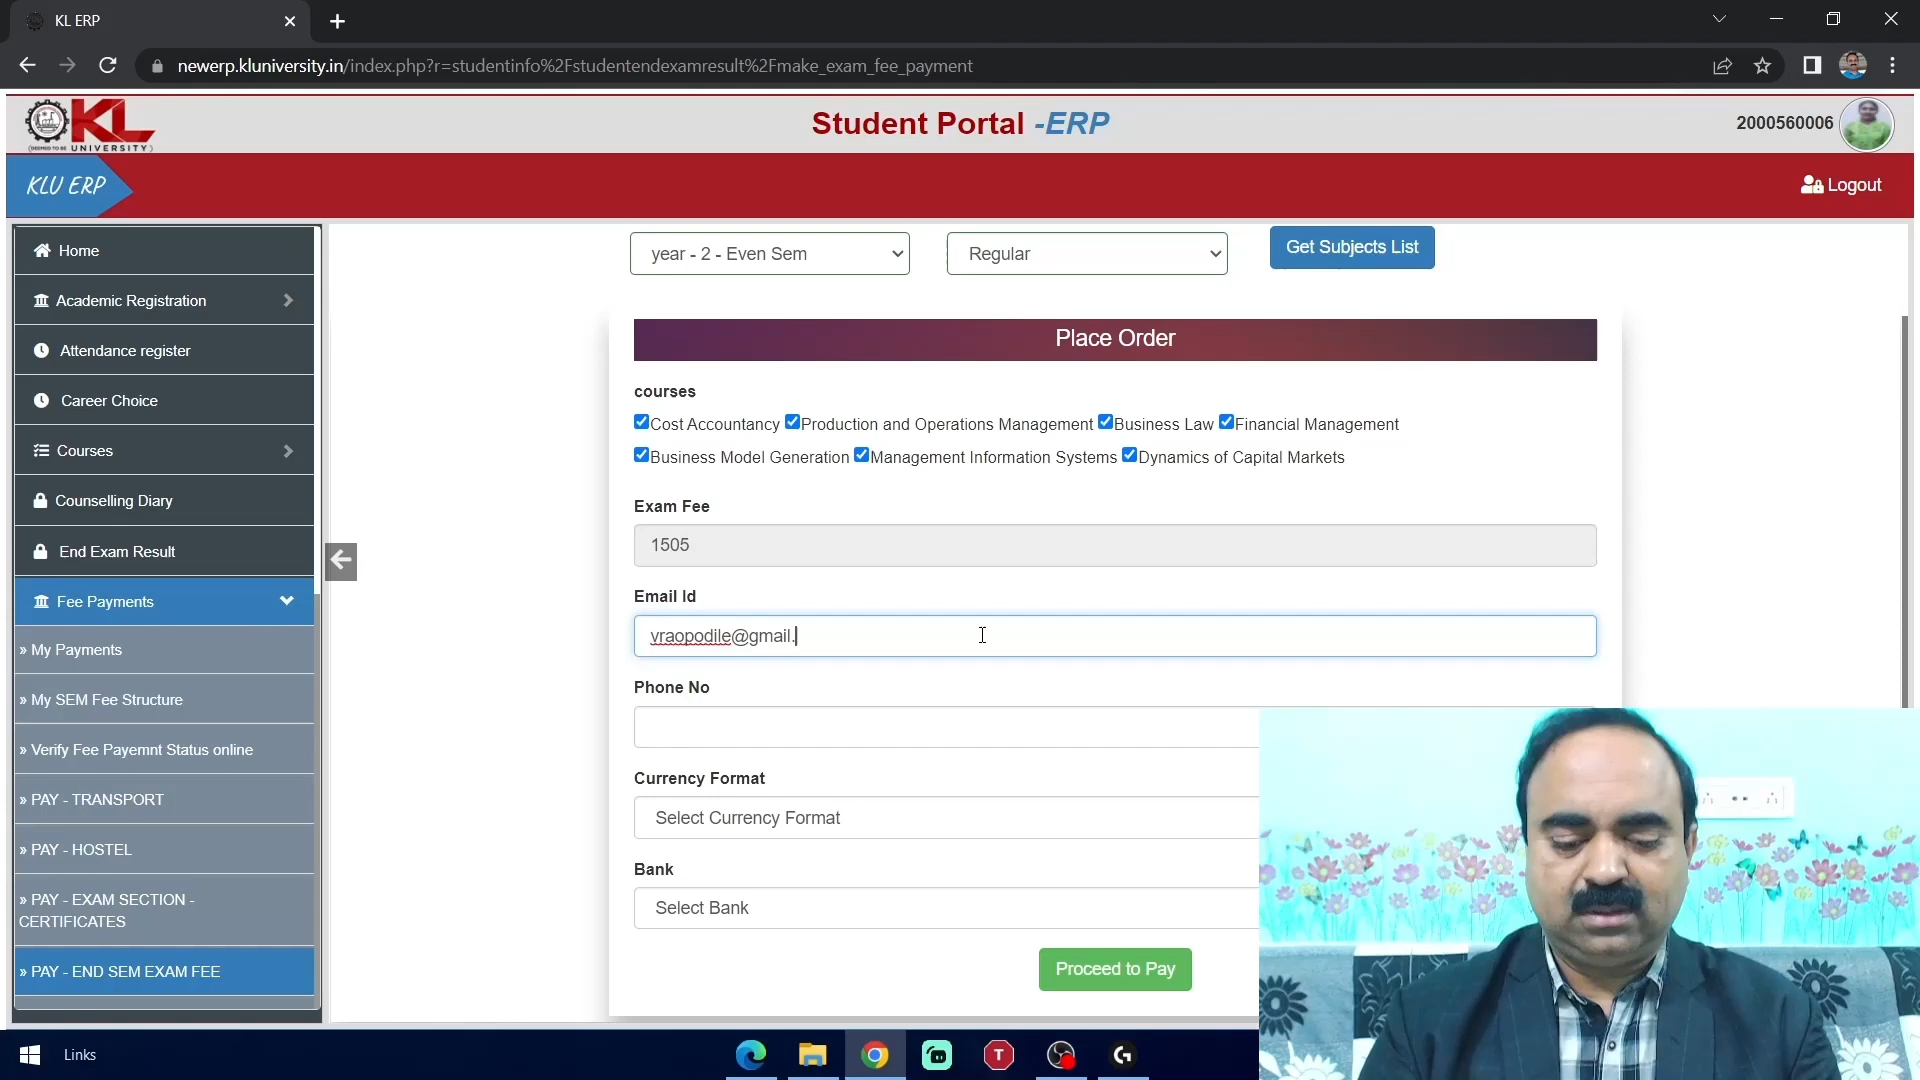 KL ERP
newerp.kluniversity.in/index.php?r=studentinfo%2Fstudentendexamresult%2Fmake_exam_fee_payment
KL
(DEEMED TO BE UNIVERSITY)
Student Portal -ERP
2000560006
KLU ERP
Logout
Home
Academic Registration
Attendance register
Career Choice
Courses
Counselling Diary
End Exam Result
Fee Payments
» My Payments
» My SEM Fee Structure
» Verify Fee Payemnt Status online
» PAY - TRANSPORT
» PAY - HOSTEL
» PAY - EXAM SECTION -
CERTIFICATES
» PAY - END SEM EXAM FEE
year - 2 - Even Sem
Regular
Get Subjects List
Place Order
courses
Cost Accountancy Production and Operations Management Business Law Financial Management
Business Model Generation Management Information Systems Dynamics of Capital Markets
Exam Fee
1505
Email Id
vraopodile@gmail.
Phone No
Currency Format
Select Currency Format
Bank
Select Bank
Proceed to Pay
Links
T
G